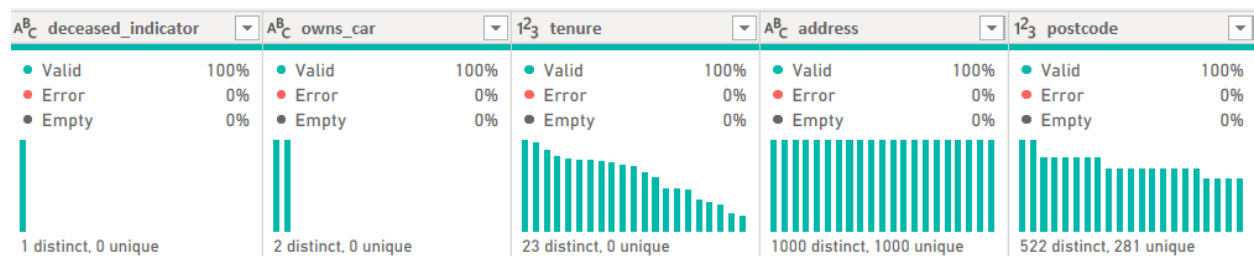 ABC deceased_indicator ABC owns_car 123 tenure ABC address 123 postcode
Valid 100% Valid 100% Valid 100% Valid 100% Valid 100%
Error 0% Error 0% Error 0% Error 0% Error 0%
Empty 0% Empty 0% Empty 0% Empty 0% Empty 0%
1 distinct, 0 unique 2 distinct, 0 unique 23 distinct, 0 unique 1000 distinct, 1000 unique 522 distinct, 281 unique